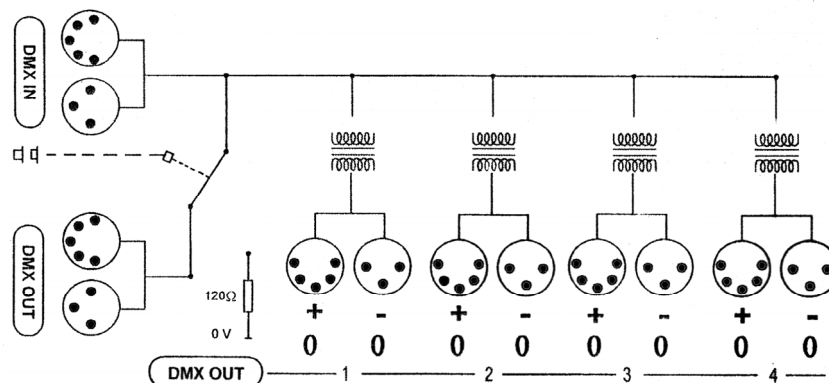 DMX IN
DMX OUT
120Ω
0 V
+ - + - + - + -
0 0 0 0 0 0 0 0
DMX OUT 1 2 3 4